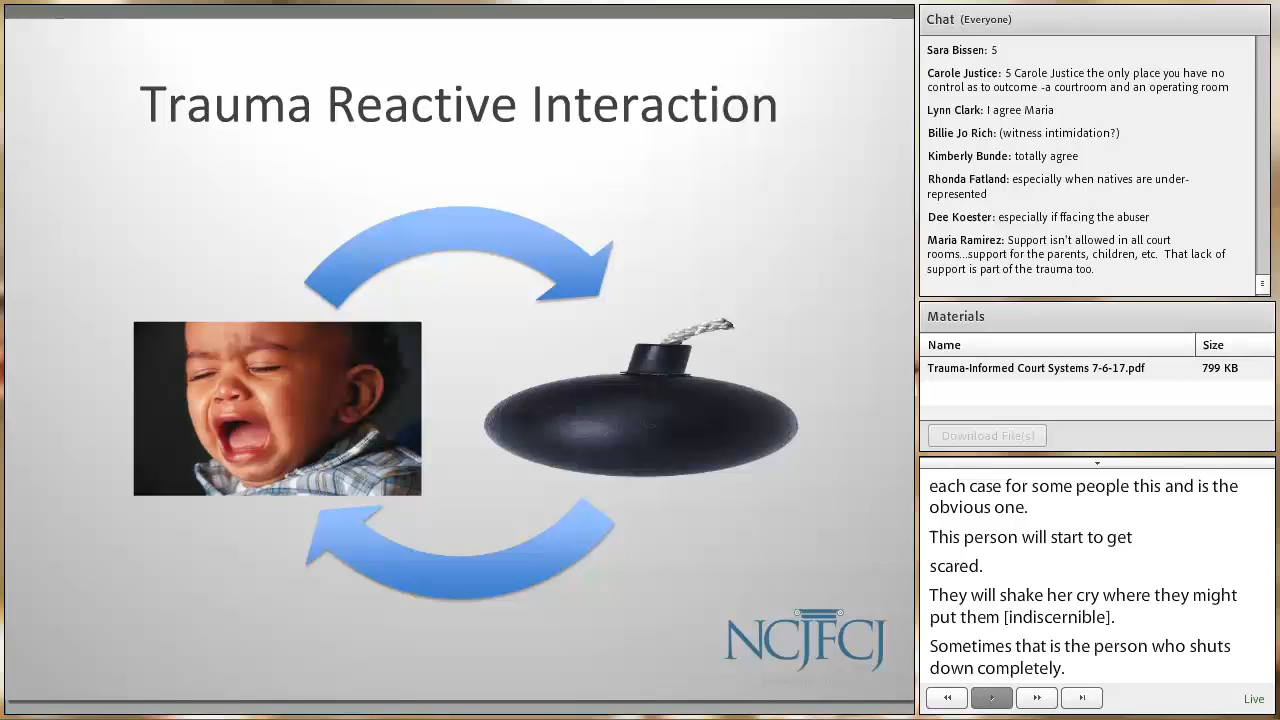 Trauma Reactive Interaction
NCJFCJ
Chat (Everyone)
Sara Bissen: 5
Carole Justice: 5 Carole Justice the only place you have no
control as to outcome -a courtroom and an operating room
Lynn Clark: I agree Maria
Billie Jo Rich: (witness intimidation?)
Kimberly Bunde: totally agree
Rhonda Fatland: especially when natives are under-
represented
Dee Koester: especially if ffacing the abuser
Maria Ramirez: Support isn't allowed in all court
rooms...support for the parents, children, etc. That lack of
support is part of the trauma too.
Materials
Name Size
Trauma-Informed Court Systems 7-6-17.pdf 799 KB
Download File(s)
each case for some people this and is the
obvious one.
This person will start to get
scared.
They will shake her cry where they might
put them [indiscernible].
Sometimes that is the person who shuts
down completely.
Live